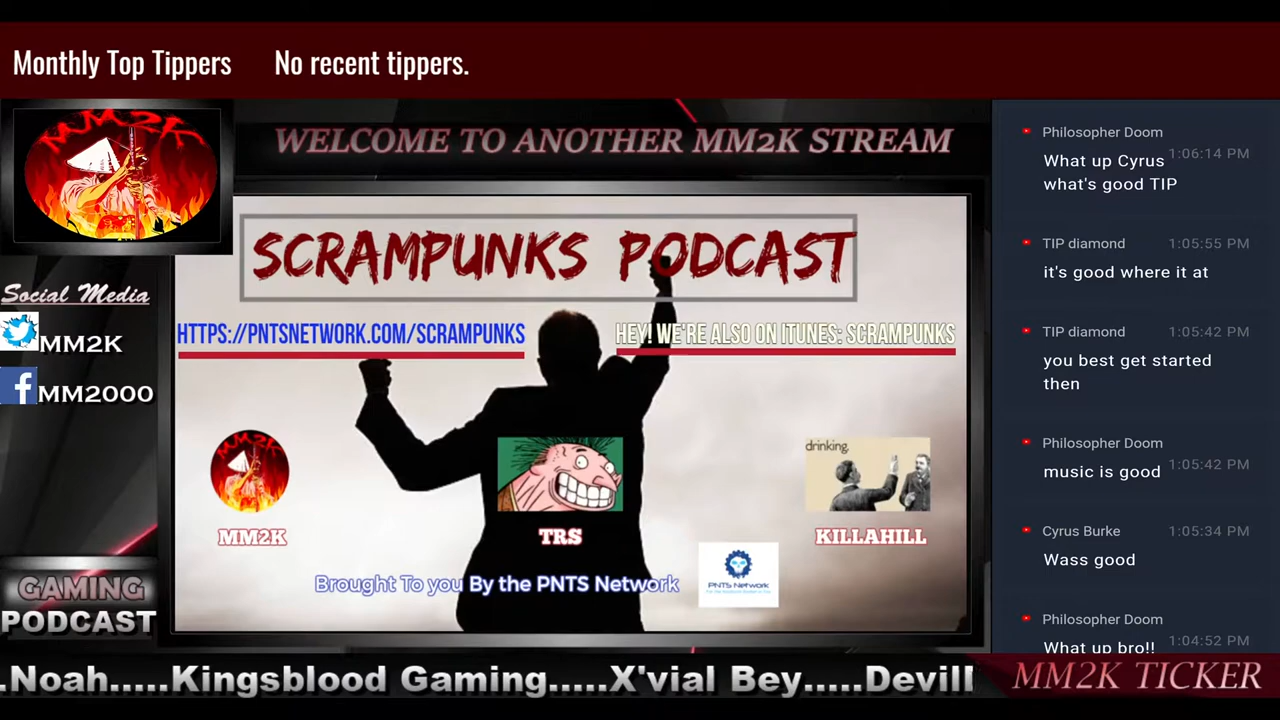 Monthly Top Tippers
No recent tippers.
MM2K
WELCOME TO ANOTHER MM2K STREAM
Social Media
MM2K
MM2000
GAMING
PODCAST
SCRAMPUNKS PODCAST
HTTPS://PNTSNETWORK.COM/SCRAMPUNKS
HEY! WE'RE ALSO ON ITUNES: SCRAMPUNKS
MM2K
drinking.
MM2K
TRS
KILLAHILL
Brought To you By the PNTS Network
PNTS Network
Philosopher Doom
What up Cyrus
1:06:14 PM
what's good TIP
TIP diamond
1:05:55 PM
it's good where it at
TIP diamond
1:05:42 PM
you best get started
then
Philosopher Doom
music is good
1:05:42 PM
Cyrus Burke
1:05:34 PM
Wass good
Philosopher Doom
What up bro!!
1:04:52 PM
.Noah.....Kingsblood Gaming.....X'vial Bey.....Devill
MM2K TICKER